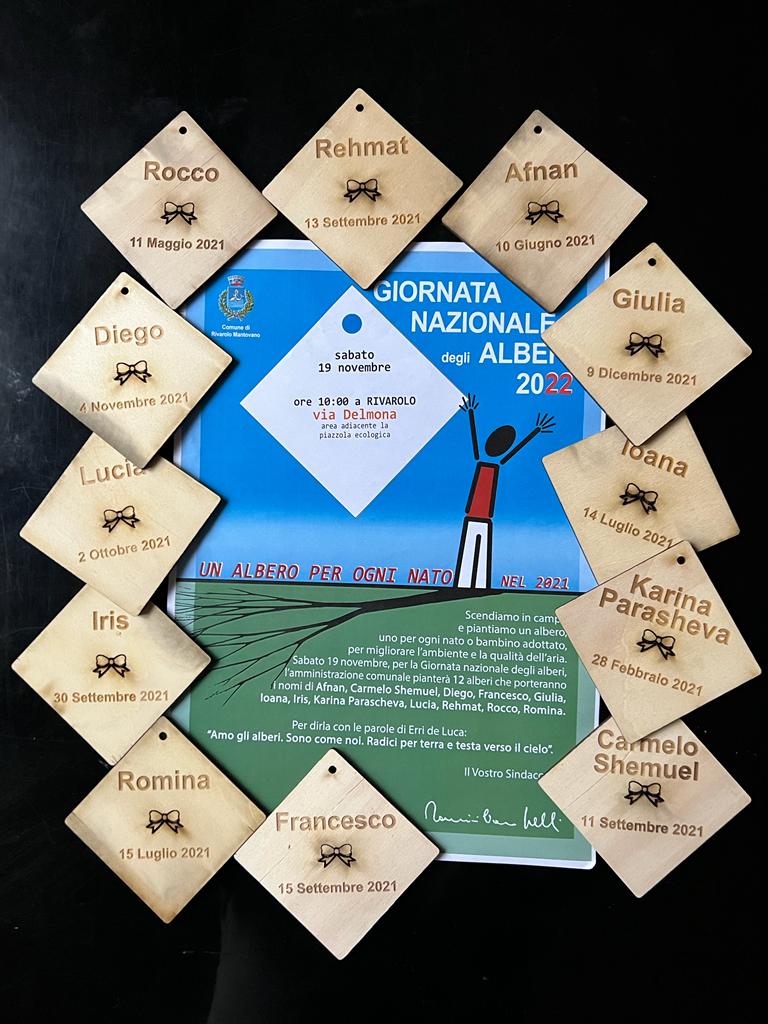 Rocco
11 Maggio 2021
Rehmat
13 Settembre 2021
Afnan
10 Giugno 2021
Diego
4 Novembre 2021
Giulia
9 Dicembre 2021
Lucia
2 Ottobre 2021
Ioana
14 Luglio 2021
Iris
30 Settembre 2021
Karina
Parasheva
28 Febbraio 2021
Romina
15 Luglio 2021
Francesco
15 Settembre 2021
Carmelo
Shemuel
11 Settembre 2021
Comune di
Rivarolo Mantovano
GIORNATA
NAZIONALE
degli ALBE
2022
sabato
19 novembre
ore 10:00 a RIVAROLO
via Delmona
area adiacente la
piazzola ecologica
UN ALBERO PER OGNI NATO NEL 2021
Scendiamo in camp
e piantiamo un albero,
uno per ogni nato o bambino adottato,
per migliorare l'ambiente e la qualità dell'aria.
Sabato 19 novembre, per la Giornata nazionale degli alberi,
l'amministrazione comunale pianterà 12 alberi che porteranno
i nomi di Afnan, Carmelo Shemuel, Diego, Francesco, Giulia,
Ioana, Iris, Karina Parascheva, Lucia, Rehmat, Rocco, Romina.
Per dirla con le parole di Erri de Luca:
“Amo gli alberi. Sono come noi. Radici per terra e testa verso il cielo”.
Il Vostro Sindaco